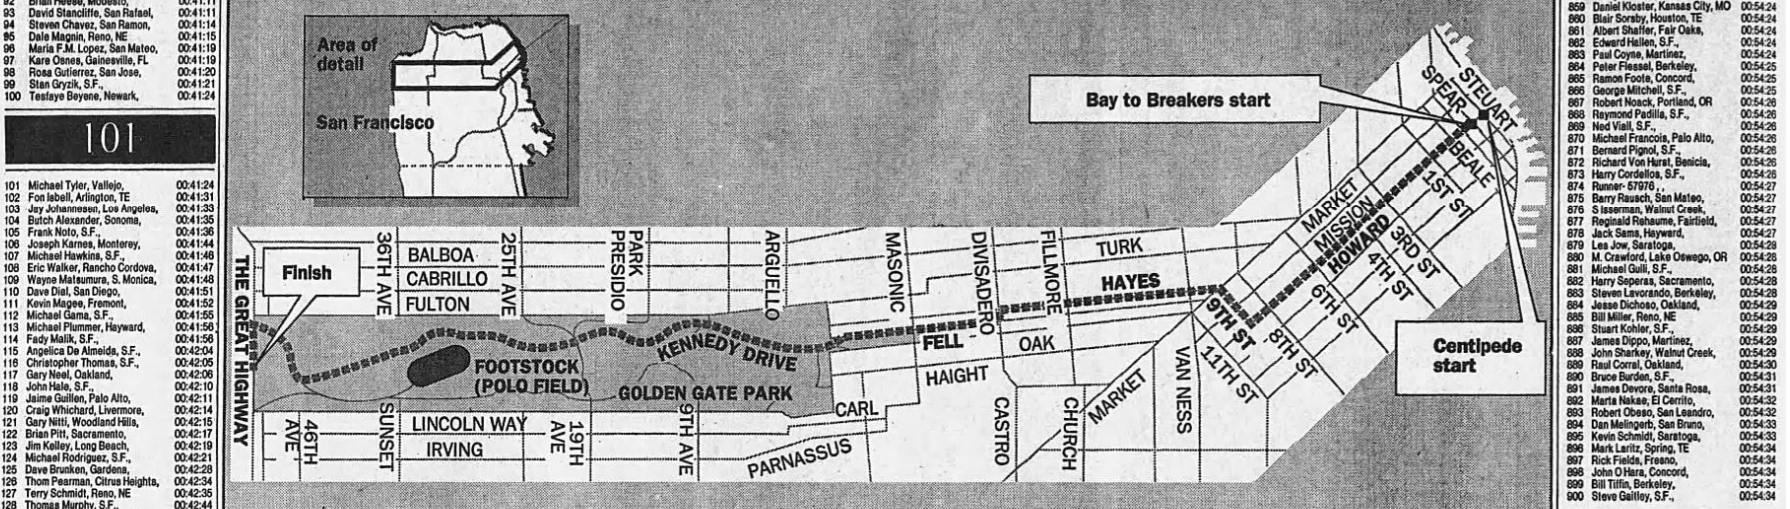 92 Brian Heese, Modesto, 00:41:11
93 David Stancliffe, San Rafael, 00:41:11
94 Steven Chavez, San Ramon, 00:41:14
95 Dale Magnin, Reno, NE 00:41:15
96 Maria F.M. Lopez, San Mateo, 00:41:19
97 Kare Osnes, Gainesville, FL 00:41:19
98 Rosa Gutierrez, San Jose, 00:41:20
99 Stan Gryzik, S.F., 00:41:21
100 Tesfaye Beyene, Newark, 00:41:24
101
101 Michael Tyler, Vallejo, 00:41:24
102 Fon Isbell, Arlington, TE 00:41:31
103 Jay Johannesen, Los Angeles, 00:41:33
104 Butch Alexander, Sonoma, 00:41:35
105 Frank Noto, S.F., 00:41:36
106 Joseph Karnes, Monterey, 00:41:44
107 Michael Hawkins, S.F., 00:41:46
108 Eric Walker, Rancho Cordova, 00:41:47
109 Wayne Matsumura, S. Monica, 00:41:48
110 Dave Dial, San Diego, 00:41:51
111 Kevin Magee, Fremont, 00:41:52
112 Michael Gama, S.F., 00:41:55
113 Michael Plummer, Hayward, 00:41:56
114 Fady Malik, S.F., 00:41:56
115 Angelica De Almeida, S.F., 00:42:04
116 Christopher Thomas, S.F., 00:42:05
117 Gary Neel, Oakland, 00:42:06
118 John Hale, S.F., 00:42:10
119 Jaime Guillen, Palo Alto, 00:42:11
120 Craig Whichard, Livermore, 00:42:14
121 Gary Nitti, Woodland Hills, 00:42:15
122 Brian Pitt, Sacramento, 00:42:17
123 Jim Kelley, Long Beach, 00:42:19
124 Michael Rodriguez, S.F., 00:42:21
125 Dave Brunken, Gardena, 00:42:28
126 Thom Pearman, Citrus Heights, 00:42:34
127 Terry Schmidt, Reno, NE 00:42:35
128 Thomas Murphy, S.F., 00:42:44
Area of
detail
San Francisco
Bay to Breakers start
Centipede
start
Finish
THE GREAT HIGHWAY
36TH AVE
25TH AVE
PARK
PRESIDIO
ARGUELLO
MASONIC
DIVISADERO
FILLMORE
BALBOA
CABRILLO
FULTON
TURK
HAYES
FELL
OAK
HAIGHT
KENNEDY DRIVE
FOOTSTOCK
(POLO FIELD)
GOLDEN GATE PARK
LINCOLN WAY
IRVING
46TH
AVE
SUNSET
19TH
AVE
9TH AVE
CARL
PARNASSUS
CASTRO
CHURCH
MARKET
VAN NESS
MARKET
MISSION
HOWARD
STEUART
SPEAR
BEALE
1ST ST
3RD ST
4TH ST
6TH ST
8TH ST
9TH ST
11TH ST
859 Daniel Kloster, Kansas City, MO 00:54:24
860 Blair Sorsby, Houston, TE 00:54:24
861 Albert Shaffer, Fair Oaks, 00:54:24
862 Edward Hallen, S.F., 00:54:24
863 Paul Coyne, Martinez, 00:54:24
864 Peter Flessel, Berkeley, 00:54:25
865 Ramon Foote, Concord, 00:54:25
866 George Mitchell, S.F., 00:54:25
867 Robert Noack, Portland, OR 00:54:26
868 Raymond Padilla, S.F., 00:54:26
869 Ned Viall, S.F., 00:54:26
870 Michael Francois, Palo Alto, 00:54:26
871 Bernard Pignol, S.F., 00:54:26
872 Richard Von Hurst, Benicia, 00:54:26
873 Harry Cordellos, S.F., 00:54:26
874 Runner- 57976 , , 00:54:27
875 Barry Rausch, San Mateo, 00:54:27
876 S Isserman, Walnut Creek, 00:54:27
877 Reginald Rehaume, Fairfield, 00:54:27
878 Jack Sams, Hayward, 00:54:27
879 Les Jow, Saratoga, 00:54:28
880 M. Crawford, Lake Oswego, OR 00:54:28
881 Michael Gulli, S.F., 00:54:28
882 Harry Seperas, Sacramento, 00:54:28
883 Steven Lavorando, Berkeley, 00:54:28
884 Jesse Dichoso, Oakland, 00:54:29
885 Bill Miller, Reno, NE 00:54:29
886 Stuart Kohler, S.F., 00:54:29
887 James Dippo, Martinez, 00:54:29
888 John Sharkey, Walnut Creek, 00:54:29
889 Raul Corral, Oakland, 00:54:30
890 Bruce Burden, S.F., 00:54:31
891 James Devore, Santa Rosa, 00:54:31
892 Marta Nakae, El Cerrito, 00:54:32
893 Robert Obeso, San Leandro, 00:54:32
894 Dan Melingerb, San Bruno, 00:54:33
895 Kevin Schmidt, Saratoga, 00:54:33
896 Mark Laritz, Spring, TE 00:54:34
897 Rick Fields, Fresno, 00:54:34
898 John O Hara, Concord, 00:54:34
899 Bill Tiffin, Berkeley, 00:54:34
900 Steve Gaitley, S.F., 00:54:34